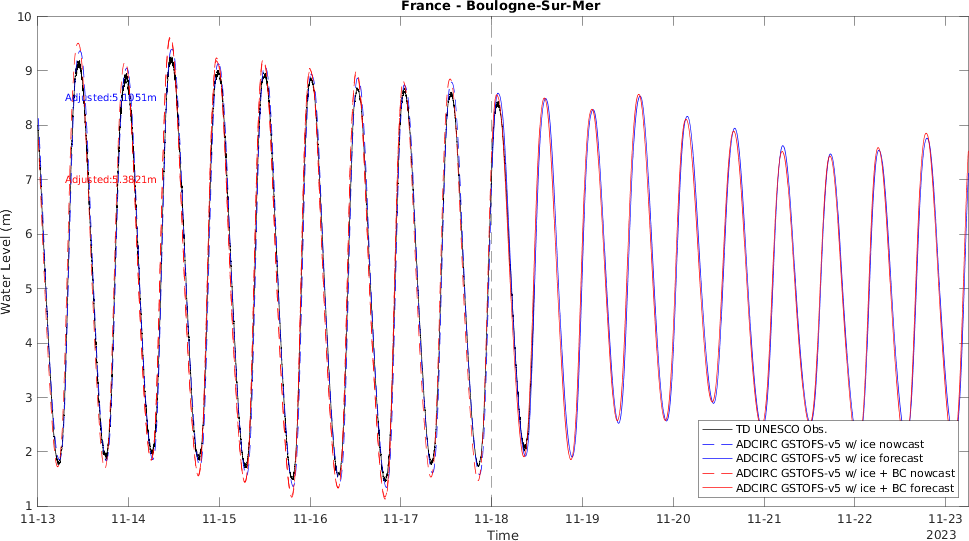 France - Boulogne-Sur-Mer
10
9
8
7
6
5
4
3
2
1
Water Level (m)
Adjusted:5.1951m
Adjusted:5.3821m
TD UNESCO Obs.
ADCIRC GSTOFS-v5 w/ ice nowcast
ADCIRC GSTOFS-v5 w/ ice forecast
ADCIRC GSTOFS-v5 w/ ice + BC nowcast
ADCIRC GSTOFS-v5 w/ ice + BC forecast
11-13 11-14 11-15 11-16 11-17 11-18 11-19 11-20 11-21 11-22 11-23
Time
2023